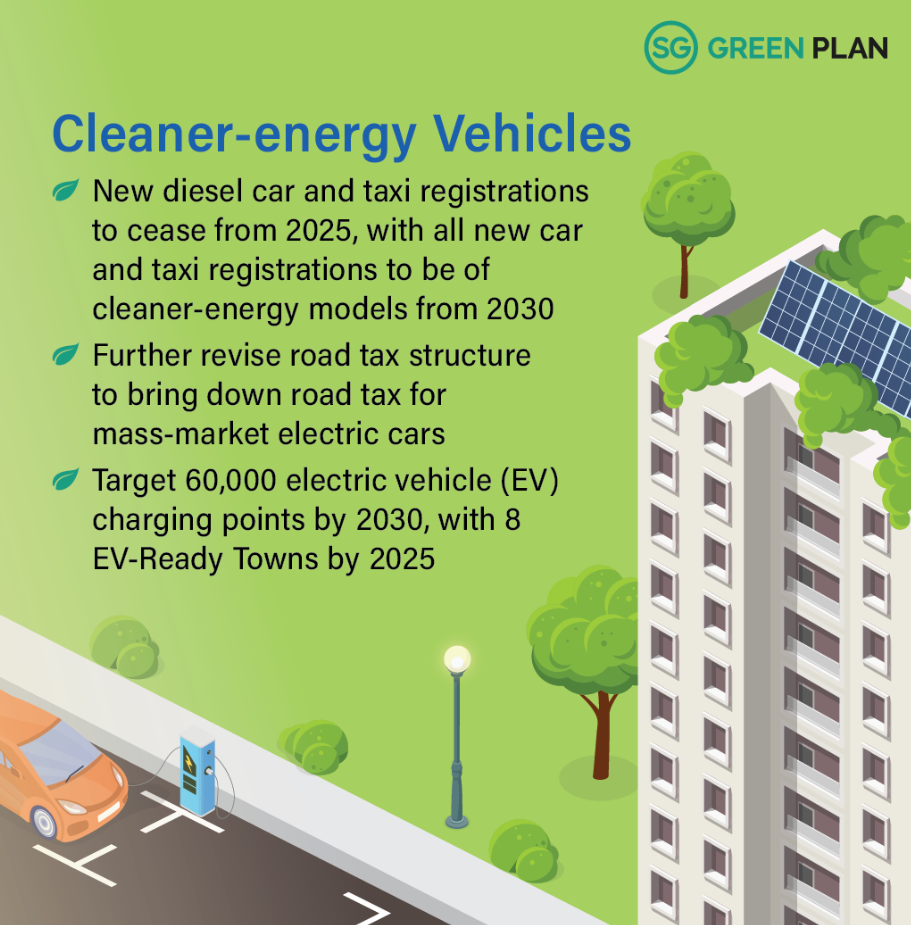 SG GREEN PLAN
Cleaner-energy Vehicles
New diesel car and taxi registrations
to cease from 2025, with all new car
and taxi registrations to be of
cleaner-energy models from 2030
Further revise road tax structure
to bring down road tax for
mass-market electric cars
Target 60,000 electric vehicle (EV)
charging points by 2030, with 8
EV-Ready Towns by 2025